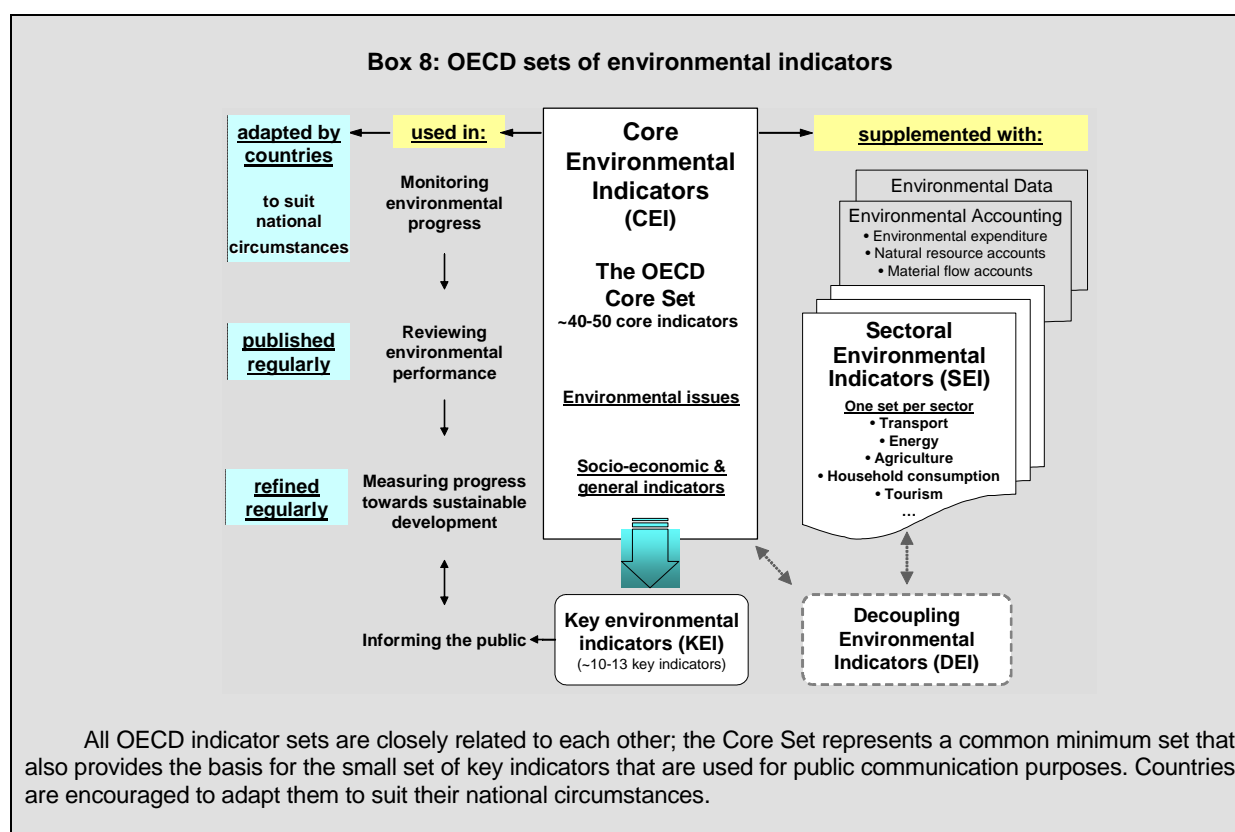 Box 8: OECD sets of environmental indicators
adapted by
countries
to suit
national
circumstances
published
regularly
refined
regularly
used in:
Monitoring
environmental
progress
Reviewing
environmental
performance
Measuring progress
towards sustainable
development
Informing the public
Core
Environmental
Indicators
(CEI)
The OECD
Core Set
~40-50 core indicators
Environmental issues
Socio-economic &
general indicators
Key environmental
indicators (KEI)
(~10-13 key indicators)
supplemented with:
Environmental Data
Environmental Accounting
• Environmental expenditure
• Natural resource accounts
• Material flow accounts
Sectoral
Environmental
Indicators (SEI)
One set per sector
• Transport
• Energy
• Agriculture
• Household consumption
• Tourism
…
Decoupling
Environmental
Indicators (DEI)
All OECD indicator sets are closely related to each other; the Core Set represents a common minimum set that
also provides the basis for the small set of key indicators that are used for public communication purposes. Countries
are encouraged to adapt them to suit their national circumstances.